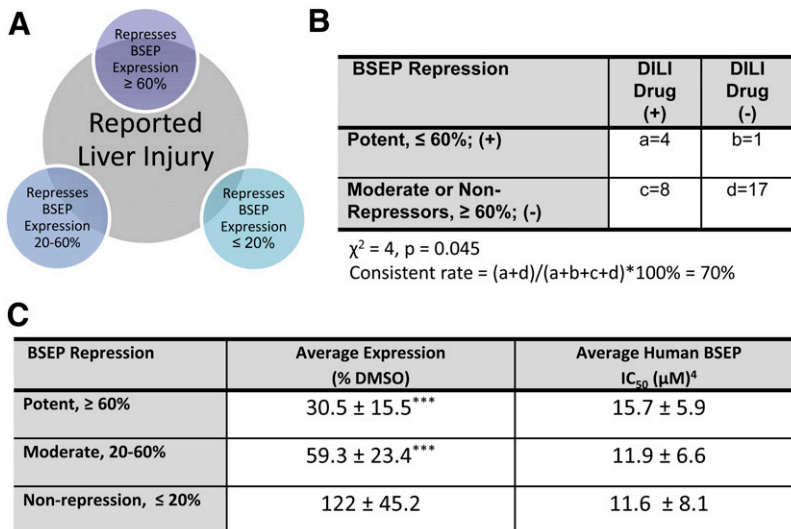 A
Represses
BSEP
Expression
≥ 60%
Reported
Liver Injury
Represses
BSEP
Expression
20-60%
Represses
BSEP
Expression
≤ 20%
B
BSEP Repression
DILI
Drug
(+)
DILI
Drug
(-)
Potent, ≤ 60%; (+)
a=4
b=1
Moderate or Non-
Repressors, ≥ 60%; (-)
c=8
d=17
χ² = 4, p = 0.045
Consistent rate = (a+d)/(a+b+c+d)*100% = 70%
C
BSEP Repression
Average Expression
(% DMSO)
Average Human BSEP
IC₅₀ (µM)⁴
Potent, ≥ 60%
30.5 ± 15.5***
15.7 ± 5.9
Moderate, 20-60%
59.3 ± 23.4***
11.9 ± 6.6
Non-repression, ≤ 20%
122 ± 45.2
11.6 ± 8.1